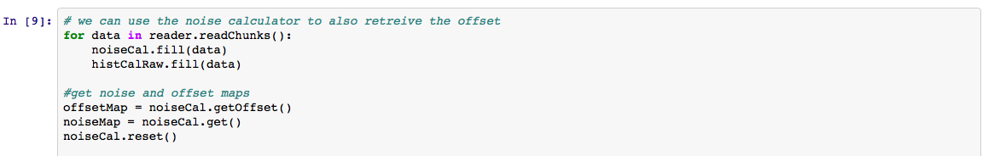 In [9]: # we can use the noise calculator to also retreive the offset
for data in reader.readChunks():
    noiseCal.fill(data)
    histCalRaw.fill(data)

#get noise and offset maps
offsetMap = noiseCal.getOffset()
noiseMap = noiseCal.get()
noiseCal.reset()